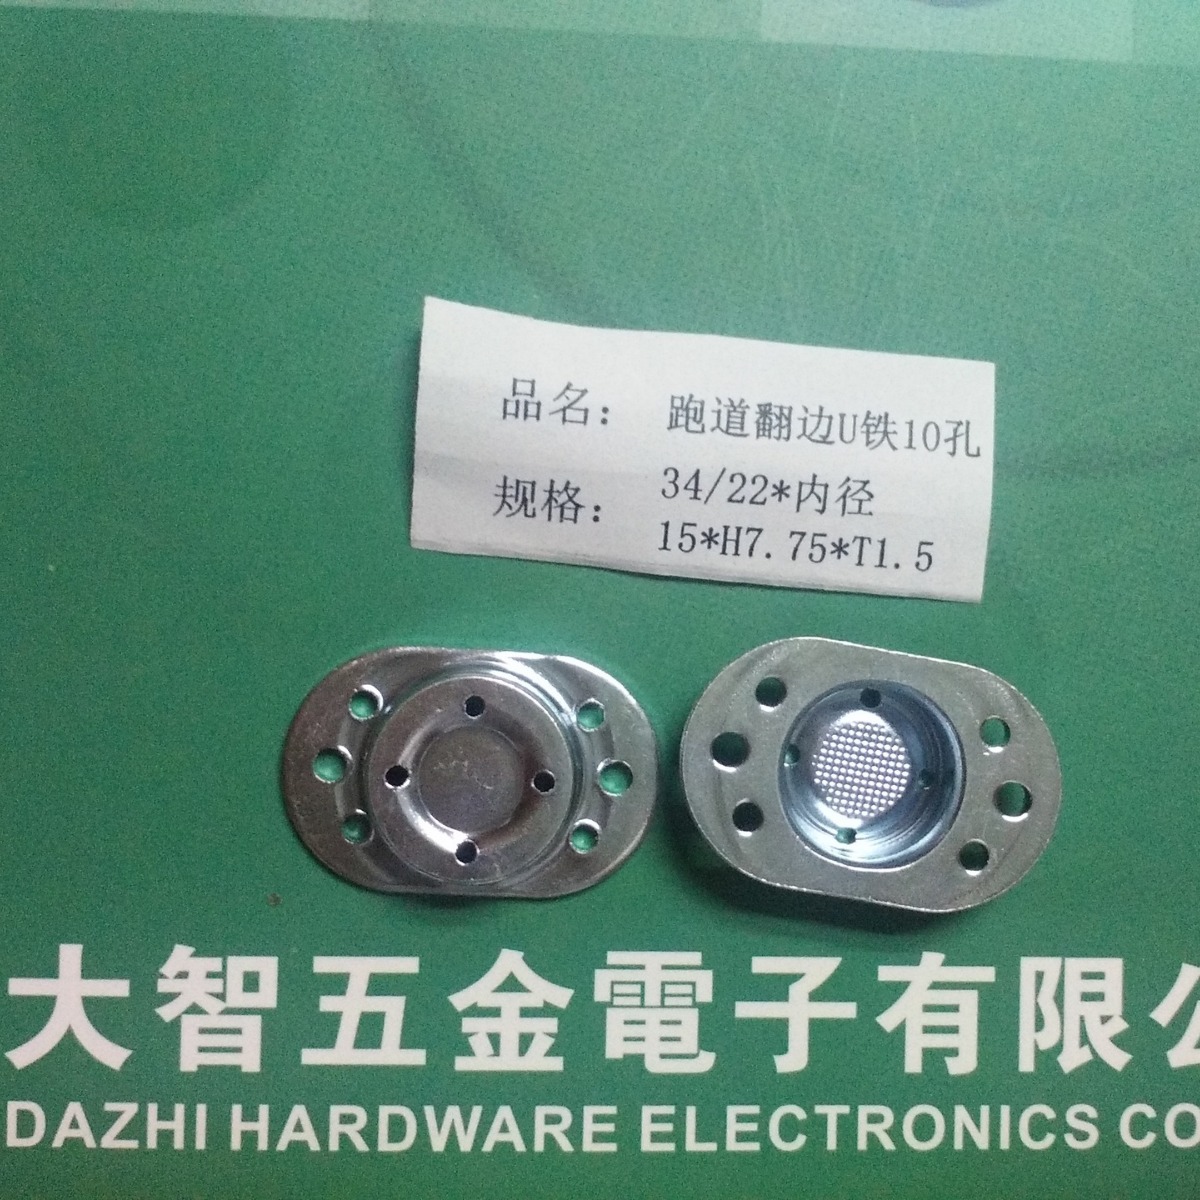 品名： 跑道翻边U铁10孔
规格： 34/22*内径
15*H7.75*T1.5
大智五金電子有限公
DAZHI HARDWARE ELECTRONICS CO